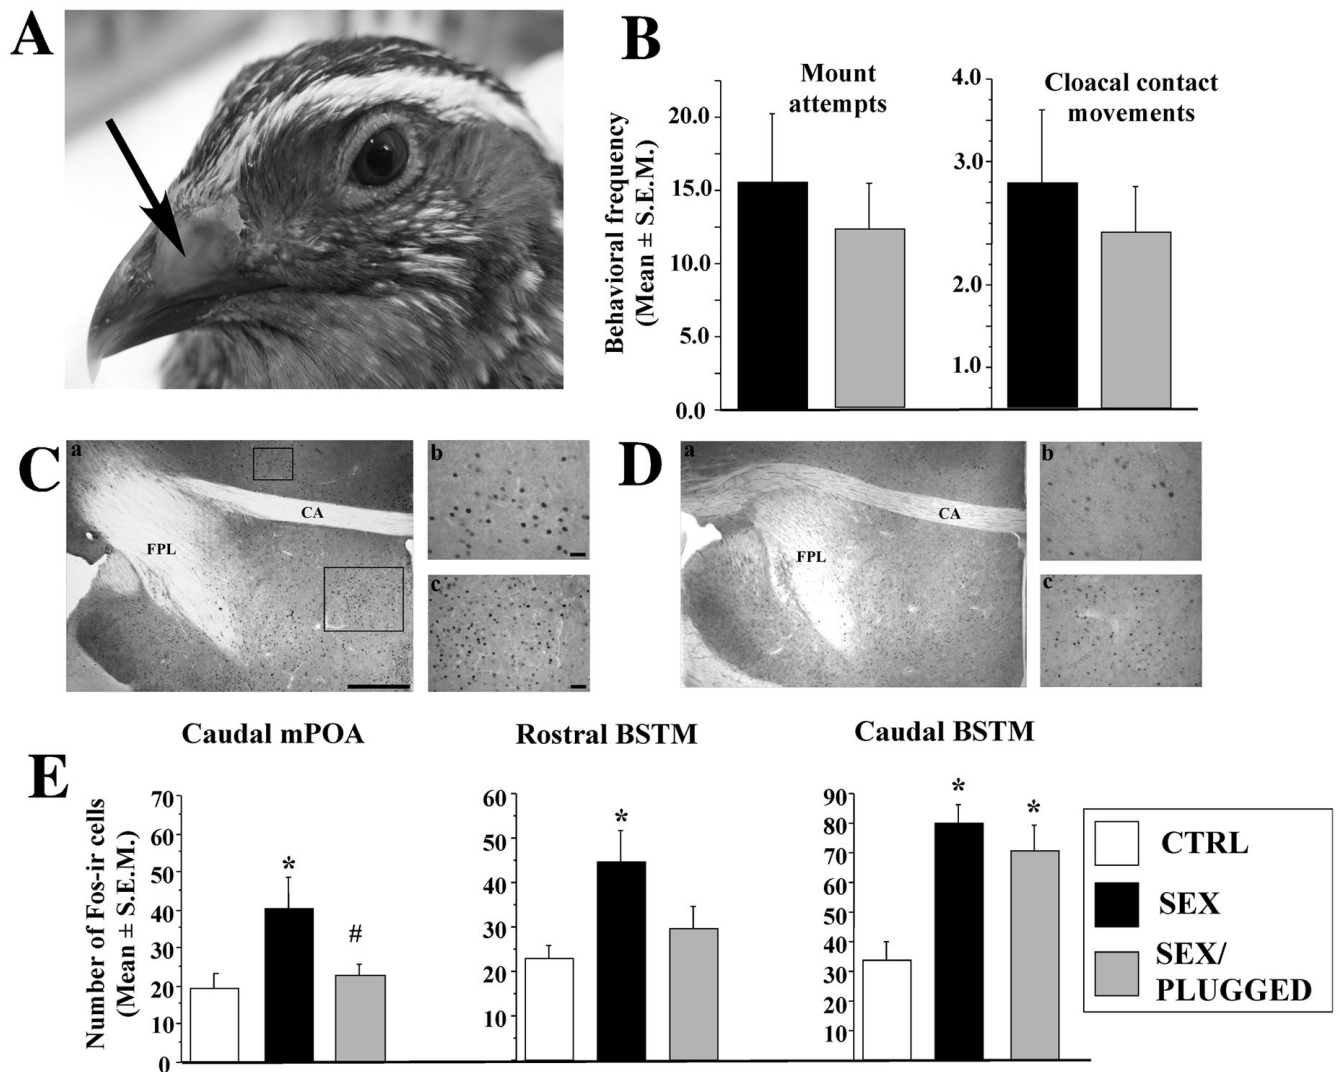 A
B
Mount
attempts
Cloacal contact
movements
Behavioral frequency
(Mean ± S.E.M.)
20.0
15.0
10.0
5.0
0.0
4.0
3.0
2.0
1.0
C
a
CA
FPL
b
c
D
a
CA
FPL
b
c
E
Caudal mPOA
Rostral BSTM
Caudal BSTM
Number of Fos-ir cells
(Mean ± S.E.M.)
70
60
50
40
30
20
10
0
*
#
60
50
40
30
20
10
*
90
80
70
60
50
40
30
20
10
*
*
CTRL
SEX
SEX/
PLUGGED